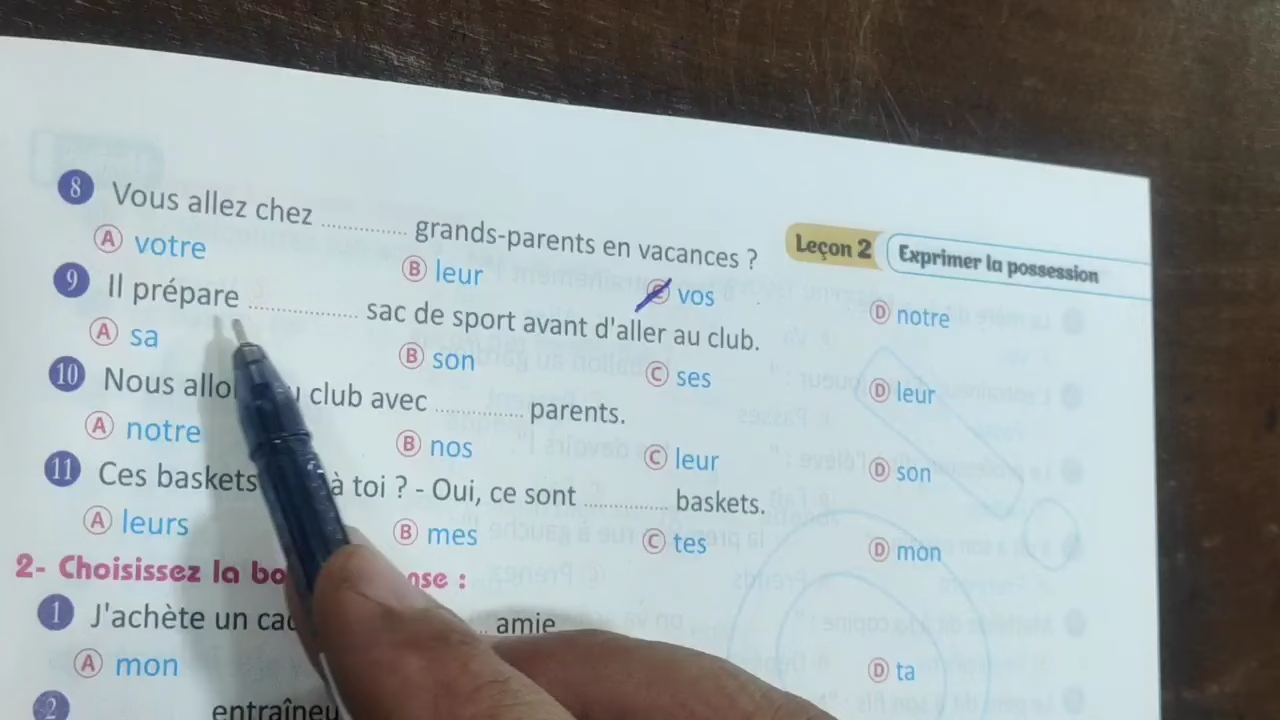 Leçon 2 Exprimer la possession
8 Vous allez chez ............ grands-parents en vacances ?
A votre B leur C vos D notre
9 Il prépare ............ sac de sport avant d'aller au club.
A sa B son C ses D leur
10 Nous allo u club avec ............ parents.
A notre B nos C leur D son
11 Ces baskets à toi ? - Oui, ce sont ............ baskets.
A leurs B mes C tes D mon
2- Choisissez la bo nse :
1 J'achète un ca amie
A mon D ta
2 ............ entraîneu